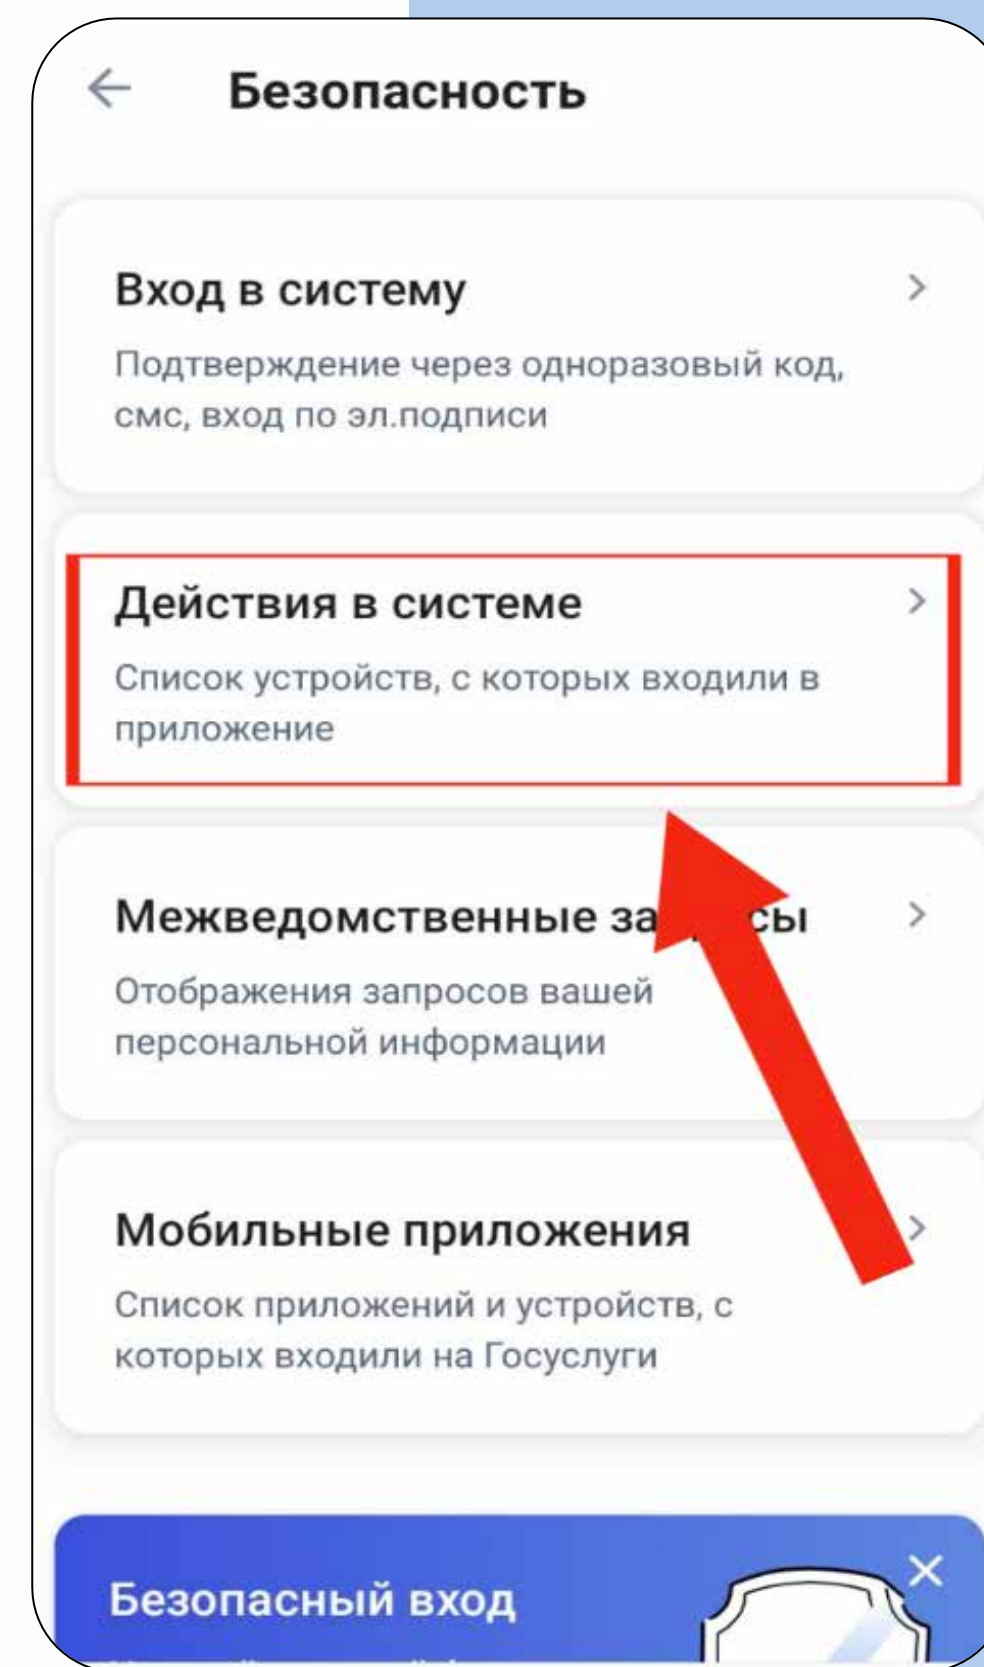 Безопасность
Вход в систему
Подтверждение через одноразовый код,
смс, вход по эл.подписи
Действия в системе
Список устройств, с которых входили в
приложение
Межведомственные
Отображения запросов вашей
персональной информации
Мобильные приложения
Список приложений и устройств, с
которых входили на Госуслуги
Безопасный вход